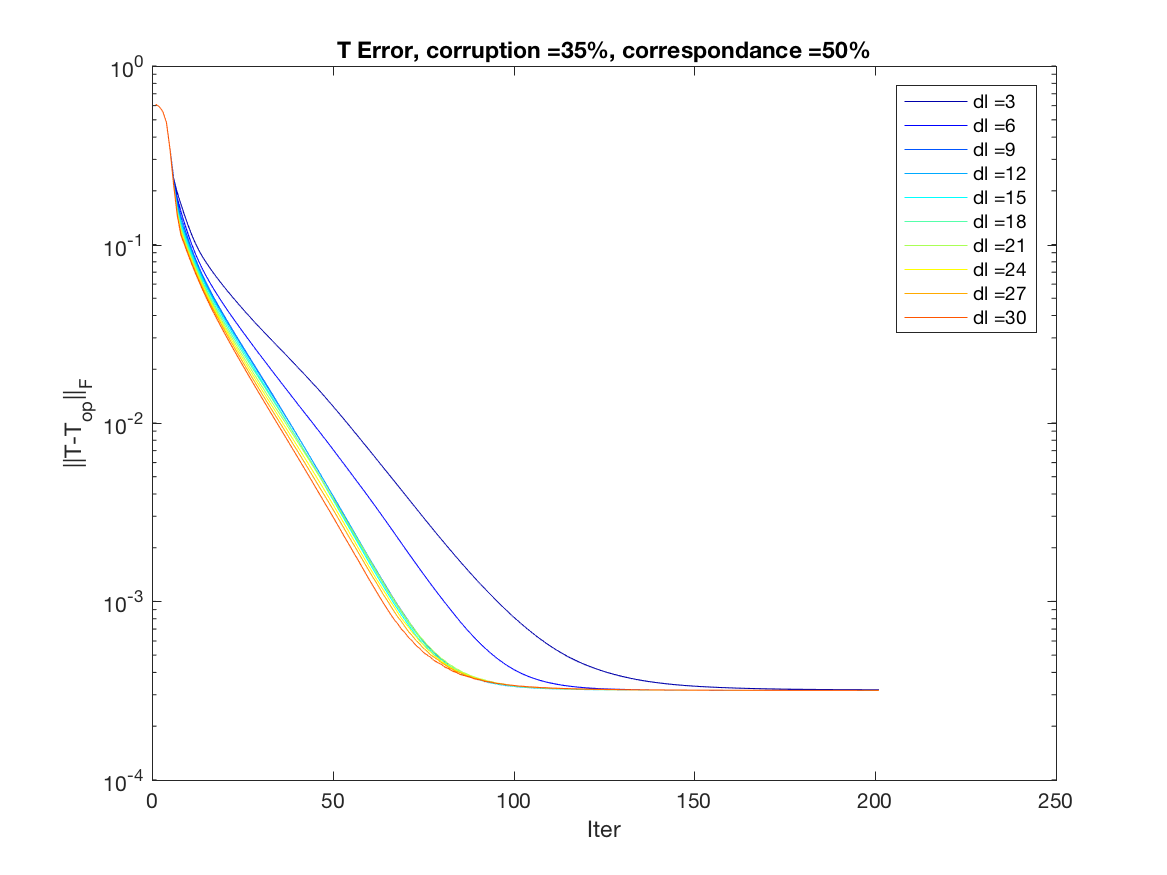 T Error, corruption =35%, correspondance =50%
10^0
10^-1
10^-2
10^-3
10^-4
||T-T_op||_F
0 50 100 150 200 250
Iter
dl =3
dl =6
dl =9
dl =12
dl =15
dl =18
dl =21
dl =24
dl =27
dl =30